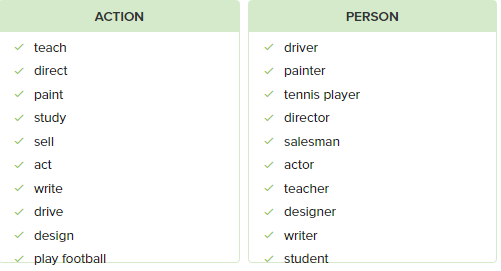 ACTION
teach
direct
paint
study
sell
act
write
drive
design
play football
PERSON
driver
painter
tennis player
director
salesman
actor
teacher
designer
writer
student